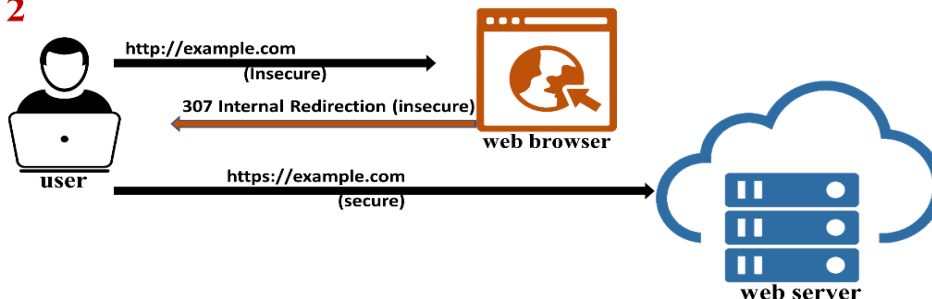 2
http://example.com
(Insecure)
307 Internal Redirection (insecure)
web browser
user
https://example.com
(secure)
web server